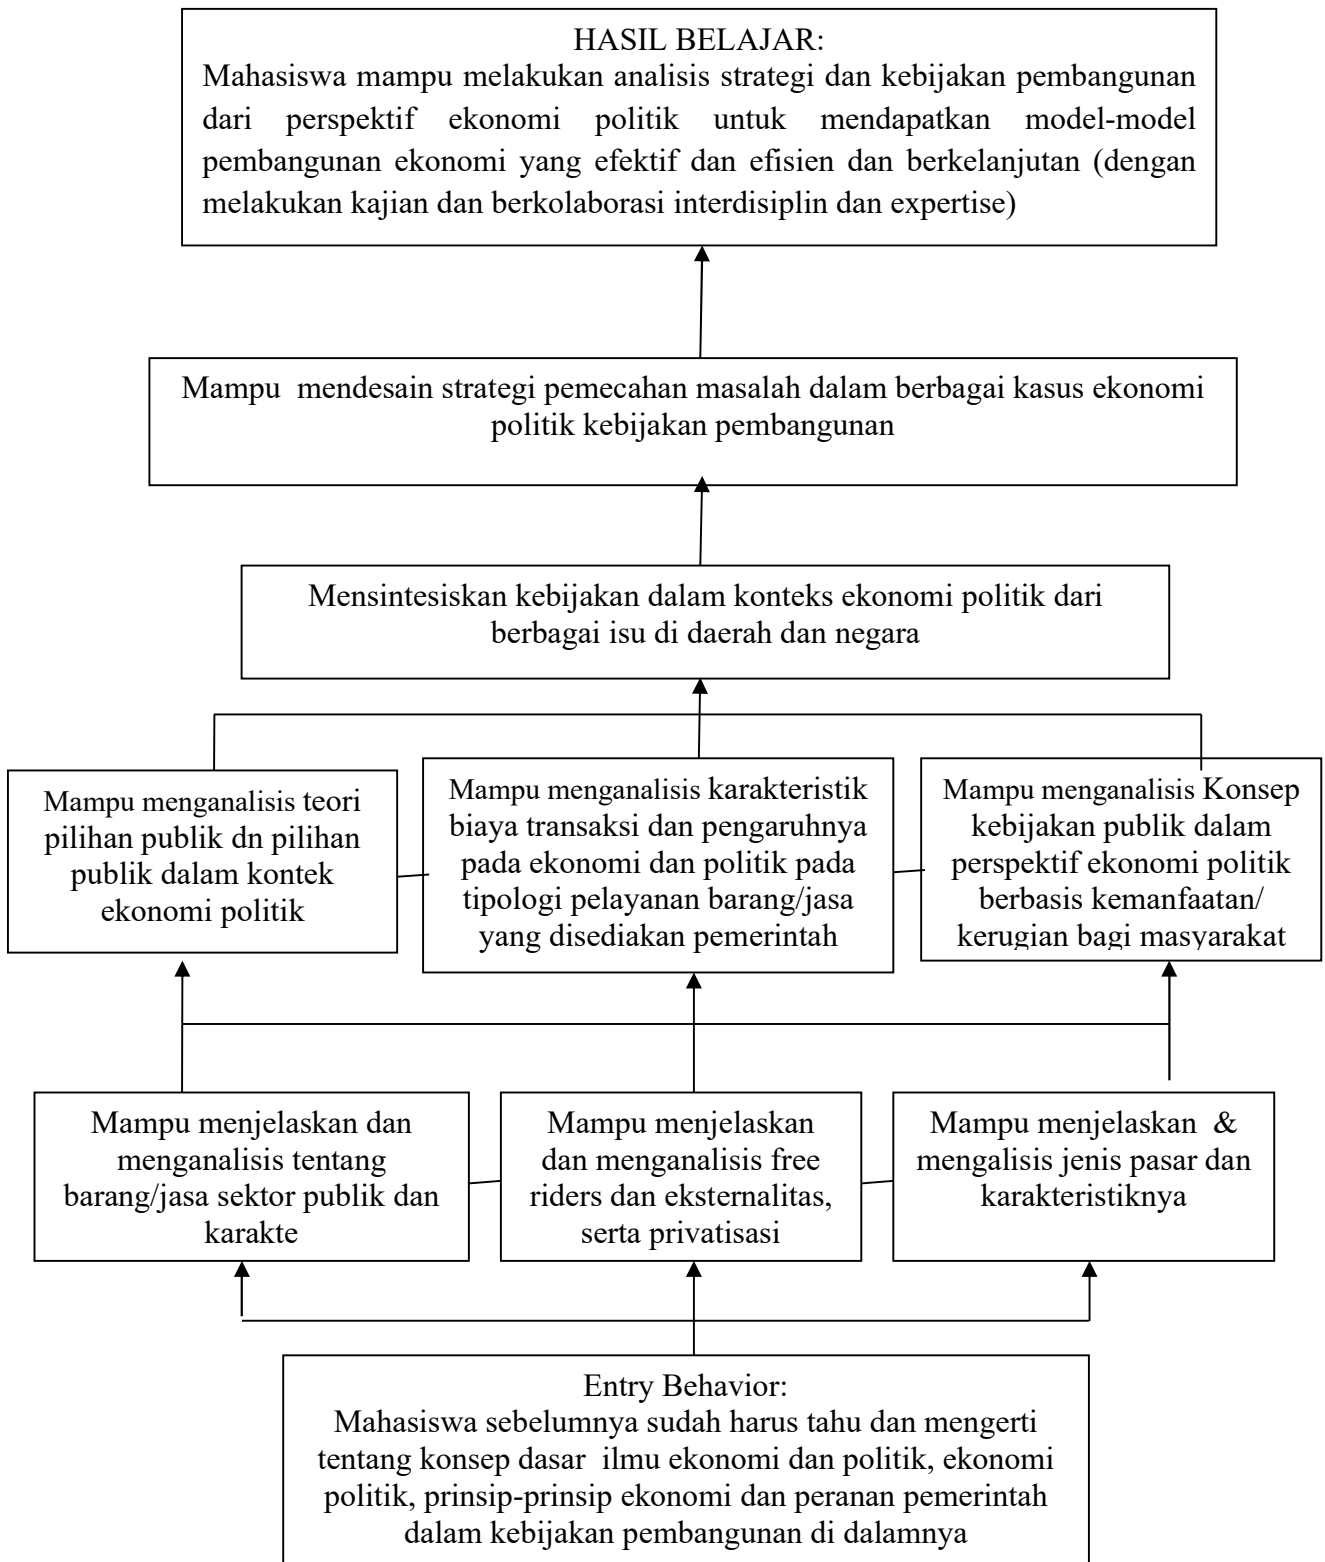 HASIL BELAJAR:
Mahasiswa mampu melakukan analisis strategi dan kebijakan pembangunan
dari perspektif ekonomi politik untuk mendapatkan model-model
pembangunan ekonomi yang efektif dan efisien dan berkelanjutan (dengan
melakukan kajian dan berkolaborasi interdisiplin dan expertise)
Mampu mendesain strategi pemecahan masalah dalam berbagai kasus ekonomi
politik kebijakan pembangunan
Mensintesiskan kebijakan dalam konteks ekonomi politik dari
berbagai isu di daerah dan negara
Mampu menganalisis teori
pilihan publik dn pilihan
publik dalam kontek
ekonomi politik
Mampu menganalisis karakteristik
biaya transaksi dan pengaruhnya
pada ekonomi dan politik pada
tipologi pelayanan barang/jasa
yang disediakan pemerintah
Mampu menganalisis Konsep
kebijakan publik dalam
perspektif ekonomi politik
berbasis kemanfaatan/
kerugian bagi masyarakat
Mampu menjelaskan dan
menganalisis tentang
barang/jasa sektor publik dan
karakte
Mampu menjelaskan
dan menganalisis free
riders dan eksternalitas,
serta privatisasi
Mampu menjelaskan &
mengalisis jenis pasar dan
karakteristiknya
Entry Behavior:
Mahasiswa sebelumnya sudah harus tahu dan mengerti
tentang konsep dasar ilmu ekonomi dan politik, ekonomi
politik, prinsip-prinsip ekonomi dan peranan pemerintah
dalam kebijakan pembangunan di dalamnya